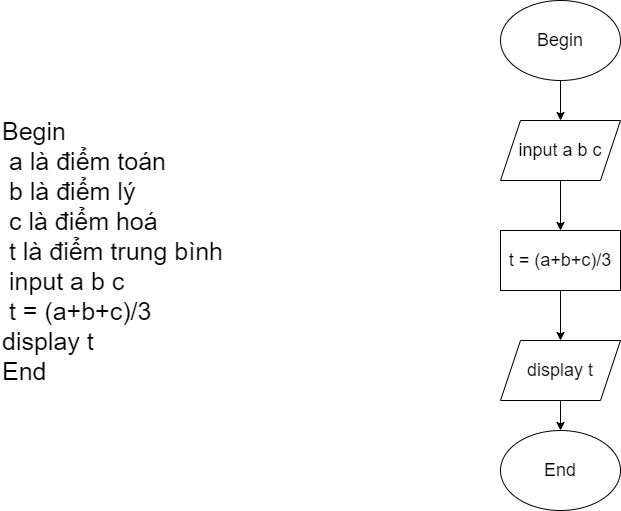 Begin
a là điểm toán
b là điểm lý
c là điểm hoá
t là điểm trung bình
input a b c
t = (a+b+c)/3
display t
End
Begin
input a b c
t = (a+b+c)/3
display t
End